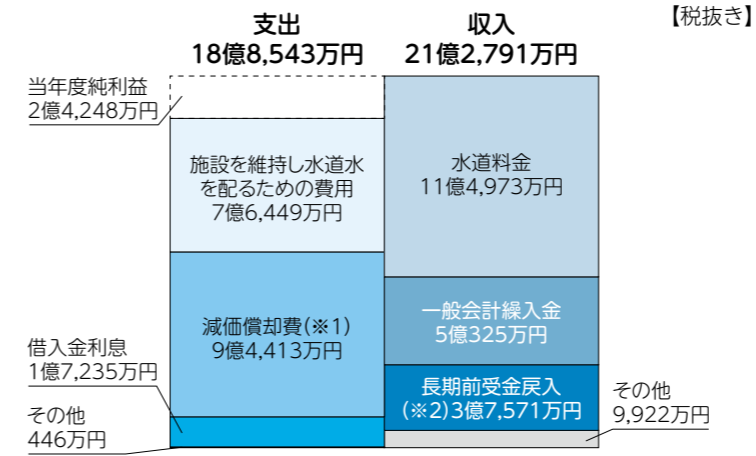 【税抜き】
支出
18億8,543万円
収入
21億2,791万円
当年度純利益
2億4,248万円
施設を維持し水道水
を配るための費用
7億6,449万円
減価償却費(※1)
9億4,413万円
借入金利息
1億7,235万円
その他
446万円
水道料金
11億4,973万円
一般会計繰入金
5億325万円
長期前受金戻入
(※2)3億7,571万円
その他
9,922万円